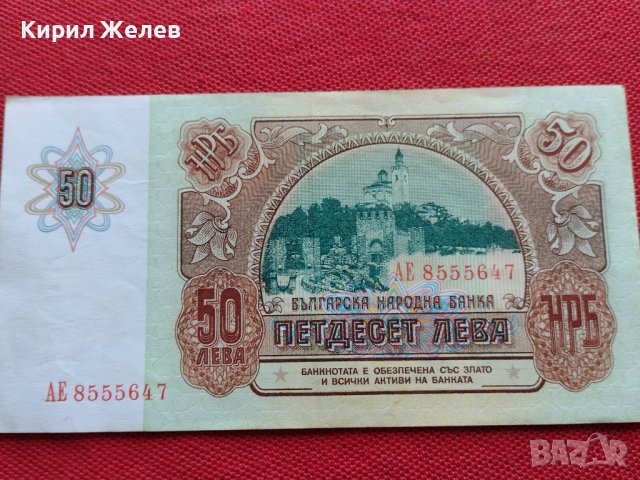 Кирил Желев
НРБ
50
50
АЕ 8555647
БЪЛГАРСКА НАРОДНА БАНКА
50 ЛЕВА
ПЕТДЕСЕТ ЛЕВА
НРБ
БАНКНОТАТА Е ОБЕЗПЕЧЕНА СЪС ЗЛАТО
И ВСИЧКИ АКТИВИ НА БАНКАТА
АЕ 8555647
BAZAR